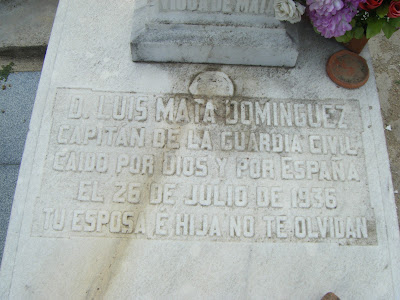 D. LUIS MATA DOMINGUEZ
CAPITAN DE LA GUARDIA CIVIL
CAIDO POR DIOS Y POR ESPAÑA
EL 26 DE JULIO DE 1936
TU ESPOSA É HIJA NO TE OLVIDAN